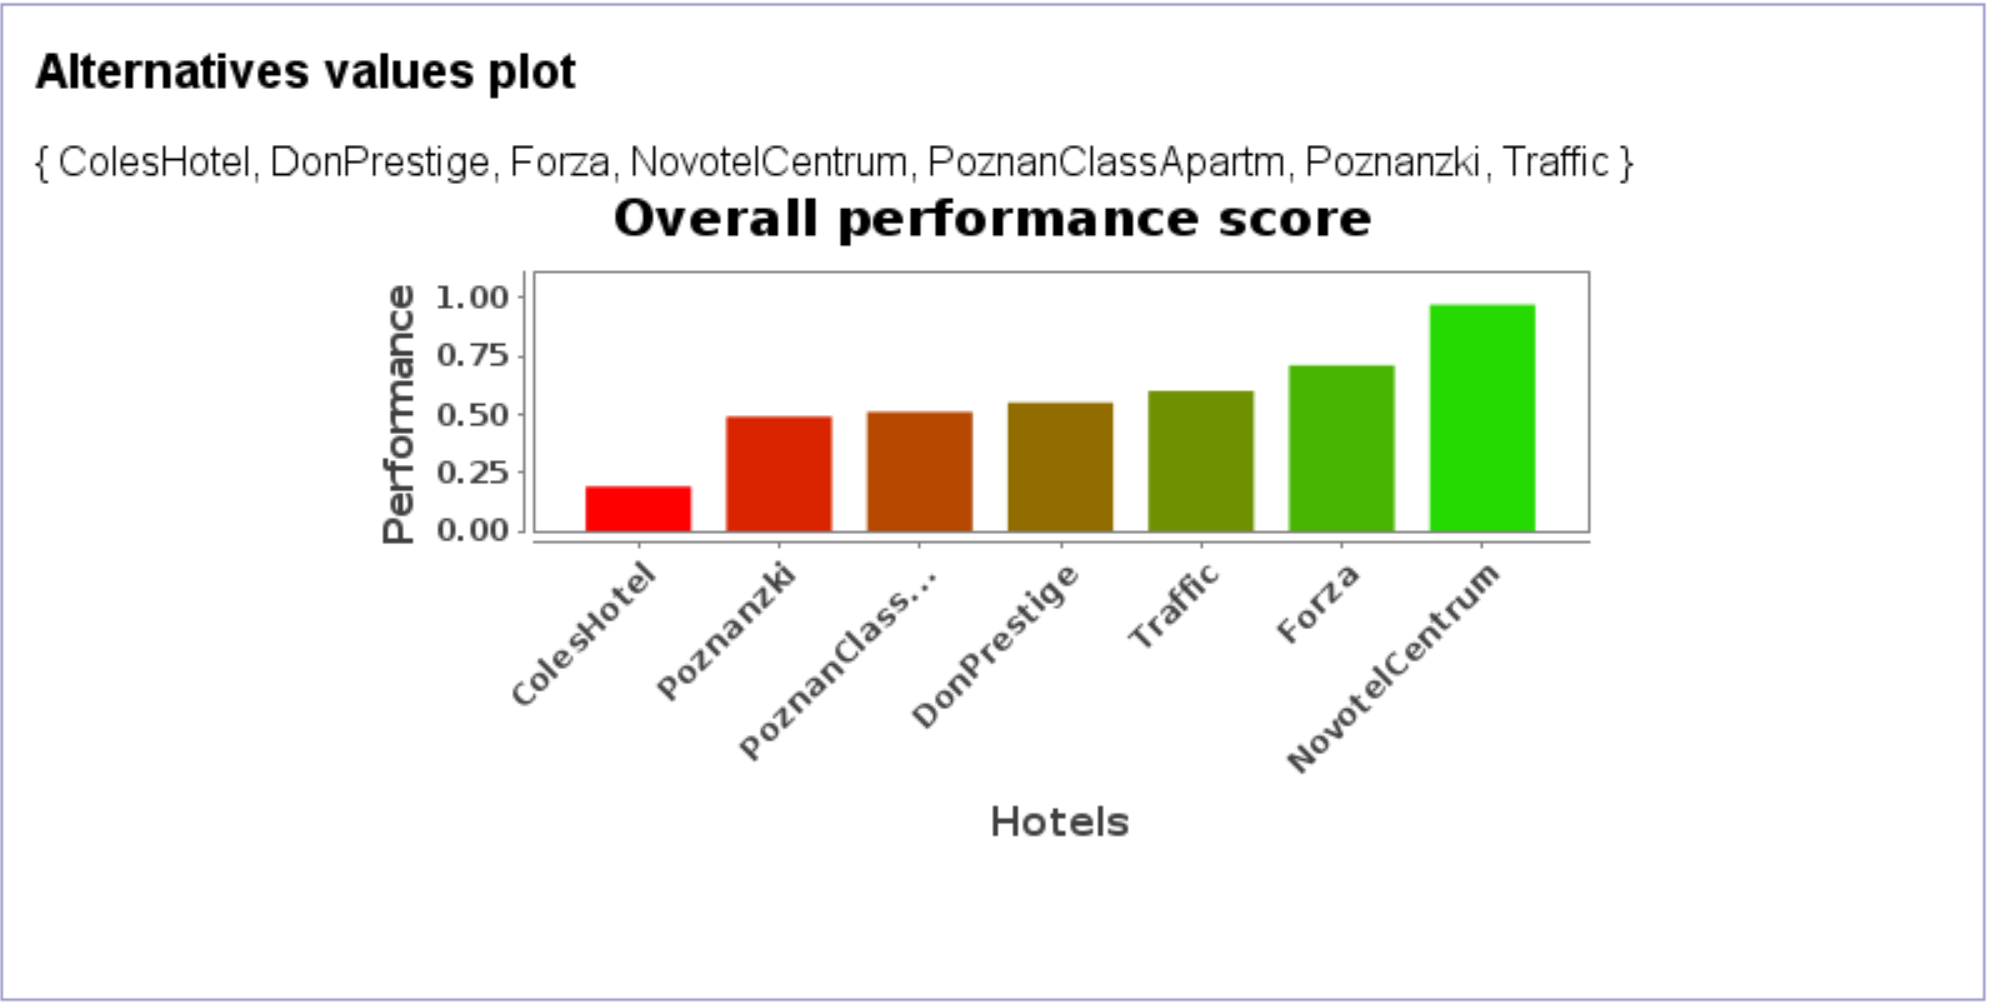 Alternatives values plot
{ ColesHotel, DonPrestige, Forza, NovotelCentrum, PoznanClassApartm, Poznanzki, Traffic }
Overall performance score
Performance
1.00
0.75
0.50
0.25
0.00
ColesHotel
Poznanzki
PoznanClass...
DonPrestige
Traffic
Forza
NovotelCentrum
Hotels